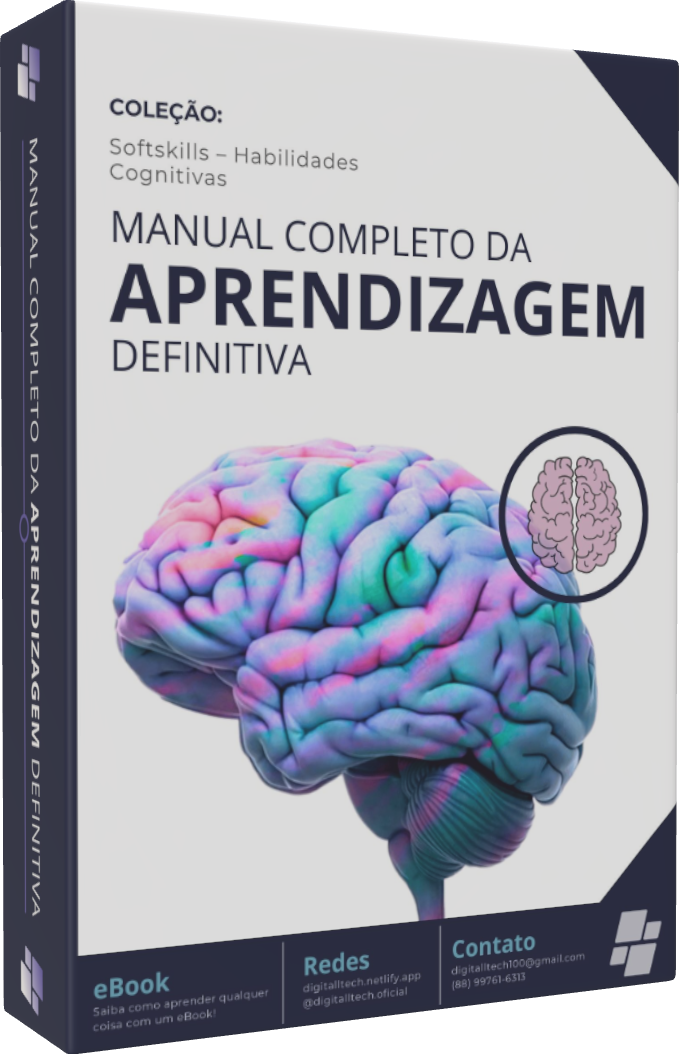 COLEÇÃO:
Softskills – Habilidades
Cognitivas
MANUAL COMPLETO DA
APRENDIZAGEM
DEFINITIVA
MANUAL COMPLETO DA APRENDIZAGEM DEFINITIVA
eBook
Saiba como aprender qualquer
coisa com um eBook!
Redes
digitalltech.netlify.app
@digitalltech.oficial
Contato
digitalltech100@gmail.com
(88) 99761-6313